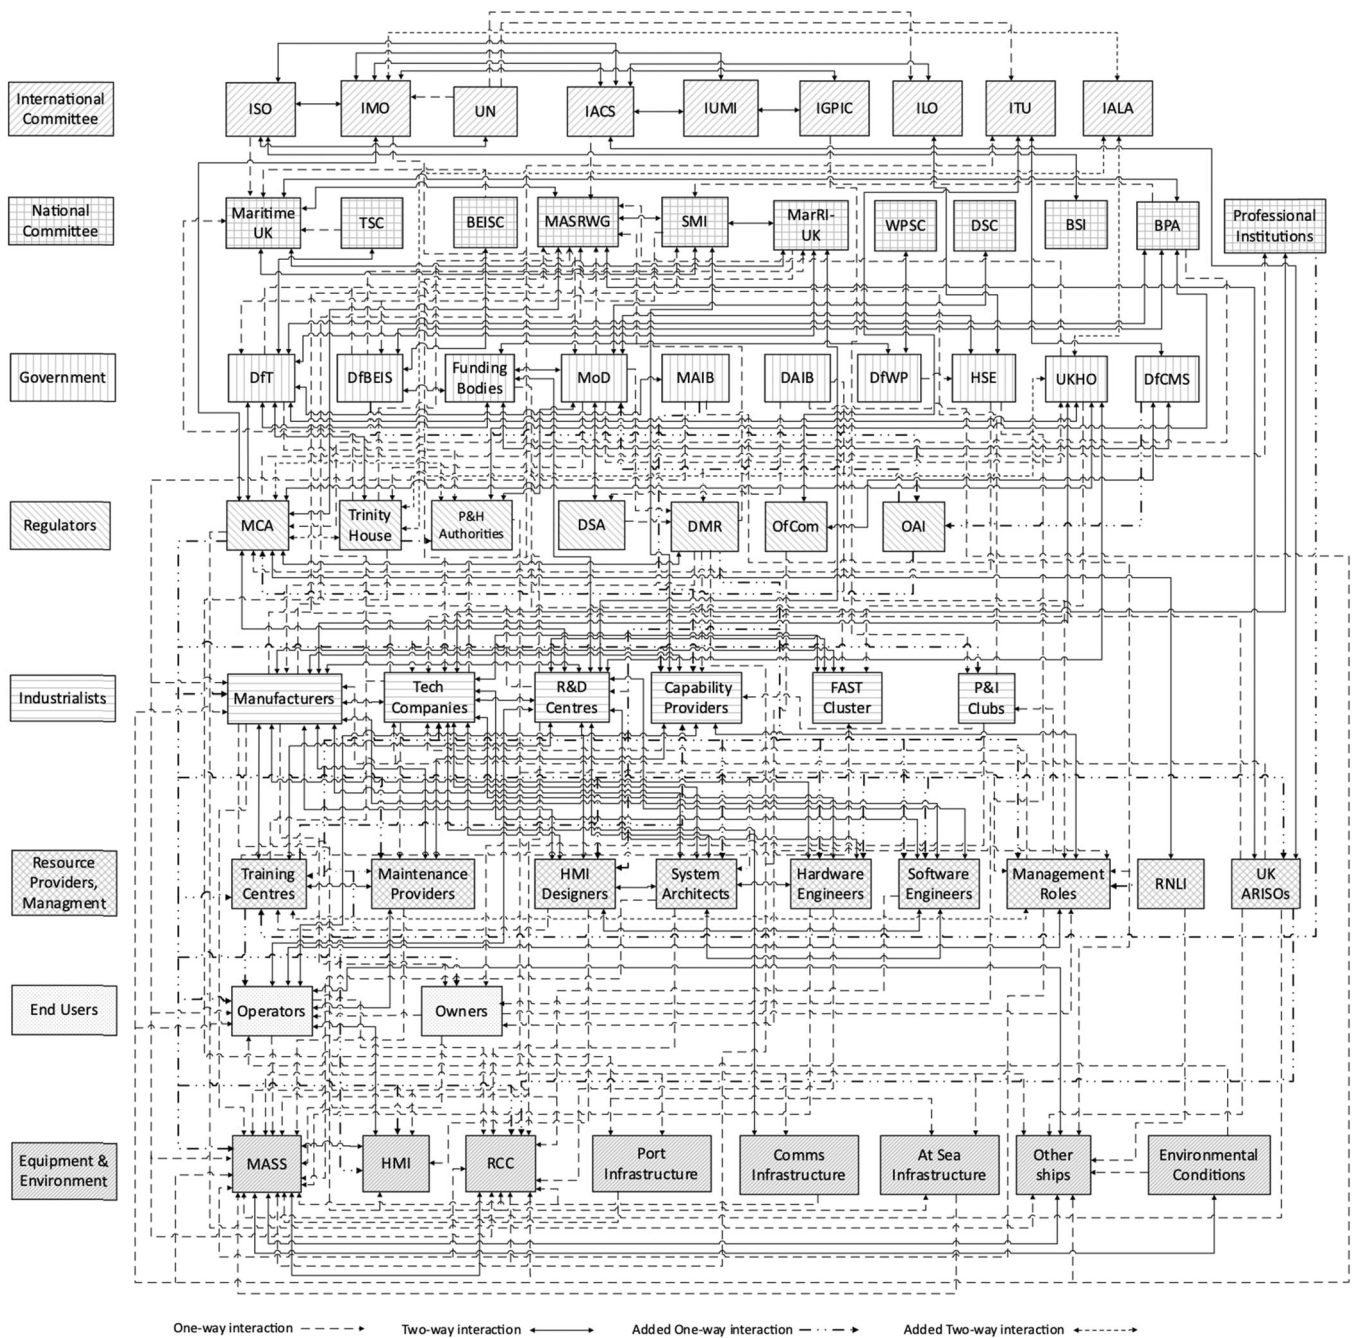 International
Committee
ISO
IMO
UN
IACS
IUMI
IGPIC
ILO
ITU
IALA
National
Committee
Maritime
UK
TSC
BEISC
MASRWG
SMI
MarRI-
UK
WPSC
DSC
BSI
BPA
Professional
Institutions
Government
DfT
DfBEIS
Funding
Bodies
MoD
MAIB
DAIB
DfWP
HSE
UKHO
DfCMS
Regulators
MCA
Trinity
House
P&H
Authorities
DSA
DMR
OfCom
OAI
Industrialists
Manufacturers
Tech
Companies
R&D
Centres
Capability
Providers
FAST
Cluster
P&I
Clubs
Resource
Providers,
Managment
Training
Centres
Maintenance
Providers
HMI
Designers
System
Architects
Hardware
Engineers
Software
Engineers
Management
Roles
RNLI
UK
ARISOs
End Users
Operators
Owners
Equipment &
Environment
MASS
HMI
RCC
Port
Infrastructure
Comms
Infrastructure
At Sea
Infrastructure
Other
ships
Environmental
Conditions
One-way interaction
Two-way interaction
Added One-way interaction
Added Two-way interaction